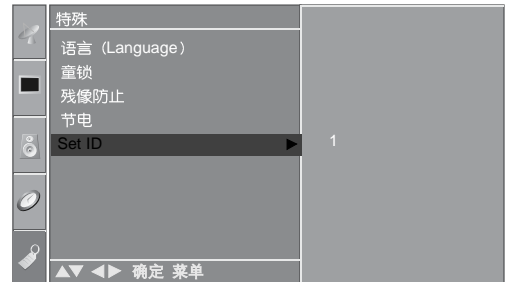 特殊
语言（Language）
童锁
残像防止
节电
Set ID ▶ 1
▲▼ ◀▶ 确定 菜单